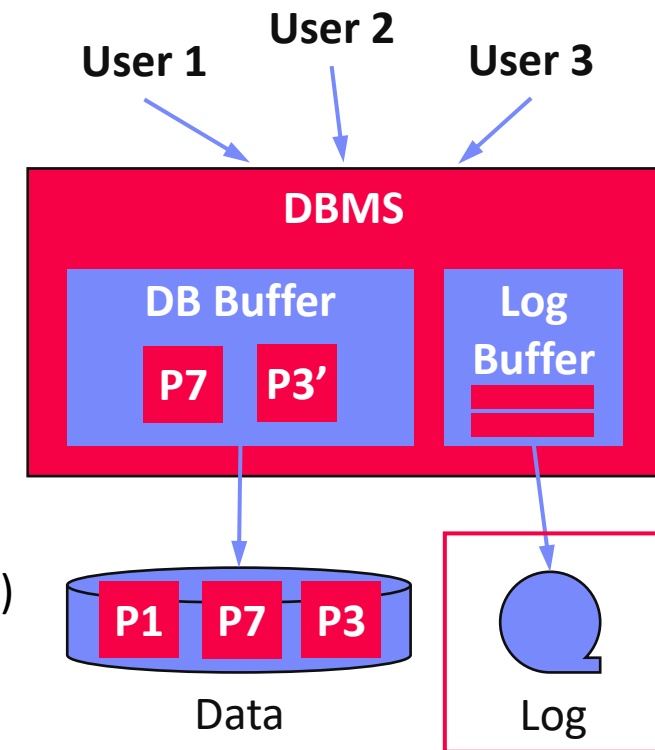 User 1
User 2
User 3
DBMS
DB Buffer
Log
Buffer
P7
P3’
)
P1
P7
P3
Data
Log